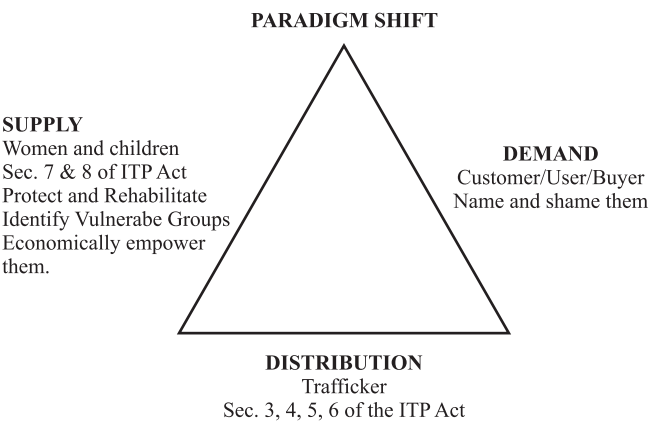 PARADIGM SHIFT
SUPPLY
Women and children
Sec. 7 & 8 of ITP Act
Protect and Rehabilitate
Identify Vulnerabe Groups
Economically empower
them.
DEMAND
Customer/User/Buyer
Name and shame them
DISTRIBUTION
Trafficker
Sec. 3, 4, 5, 6 of the ITP Act